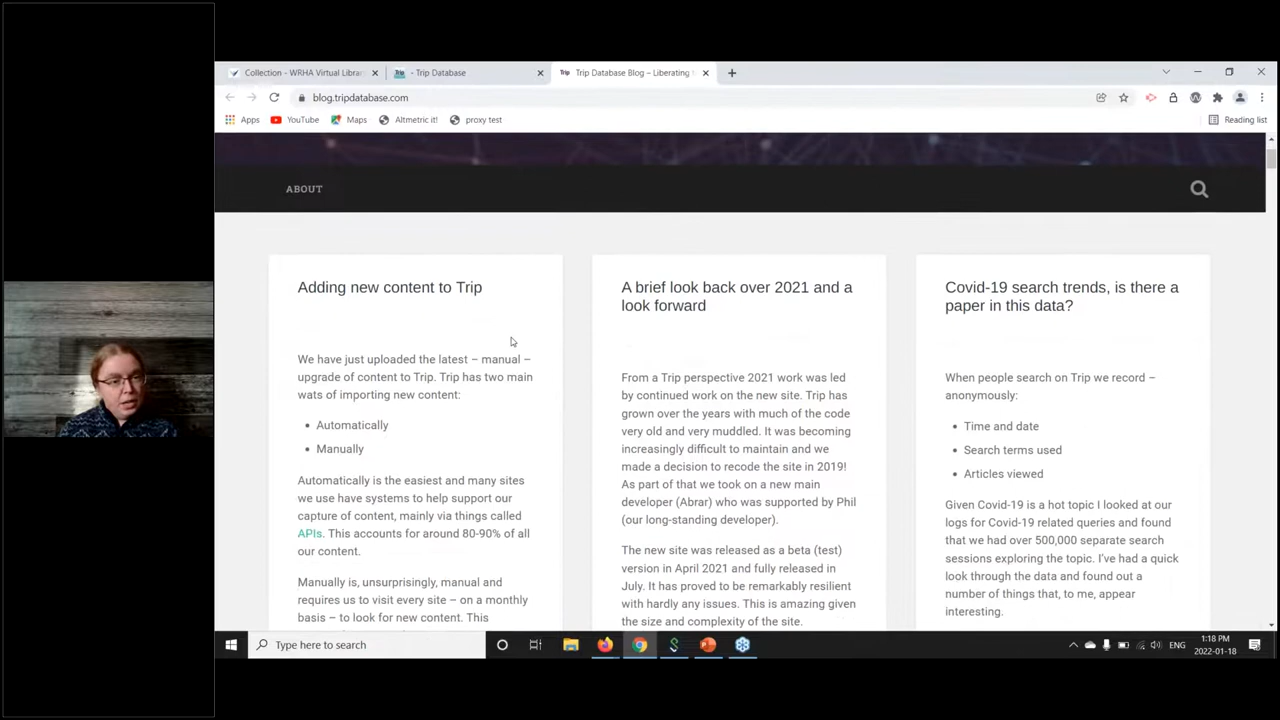 Collection - WRHA Virtual Librar
Trip - Trip Database
Trip Trip Database Blog – Liberating t
blog.tripdatabase.com
Apps YouTube Maps Altmetric it! proxy test Reading list
ABOUT
Adding new content to Trip
We have just uploaded the latest – manual –
upgrade of content to Trip. Trip has two main
wats of importing new content:
• Automatically
• Manually
Automatically is the easiest and many sites
we use have systems to help support our
capture of content, mainly via things called
APIs. This accounts for around 80-90% of all
our content.
Manually is, unsurprisingly, manual and
requires us to visit every site – on a monthly
basis – to look for new content. This
A brief look back over 2021 and a
look forward
From a Trip perspective 2021 work was led
by continued work on the new site. Trip has
grown over the years with much of the code
very old and very muddled. It was becoming
increasingly difficult to maintain and we
made a decision to recode the site in 2019!
As part of that we took on a new main
developer (Abrar) who was supported by Phil
(our long-standing developer).
The new site was released as a beta (test)
version in April 2021 and fully released in
July. It has proved to be remarkably resilient
with hardly any issues. This is amazing given
the size and complexity of the site.
Covid-19 search trends, is there a
paper in this data?
When people search on Trip we record –
anonymously:
• Time and date
• Search terms used
• Articles viewed
Given Covid-19 is a hot topic I looked at our
logs for Covid-19 related queries and found
that we had over 500,000 separate search
sessions exploring the topic. I've had a quick
look through the data and found out a
number of things that, to me, appear
interesting.
Type here to search
ENG
1:18 PM
2022-01-18